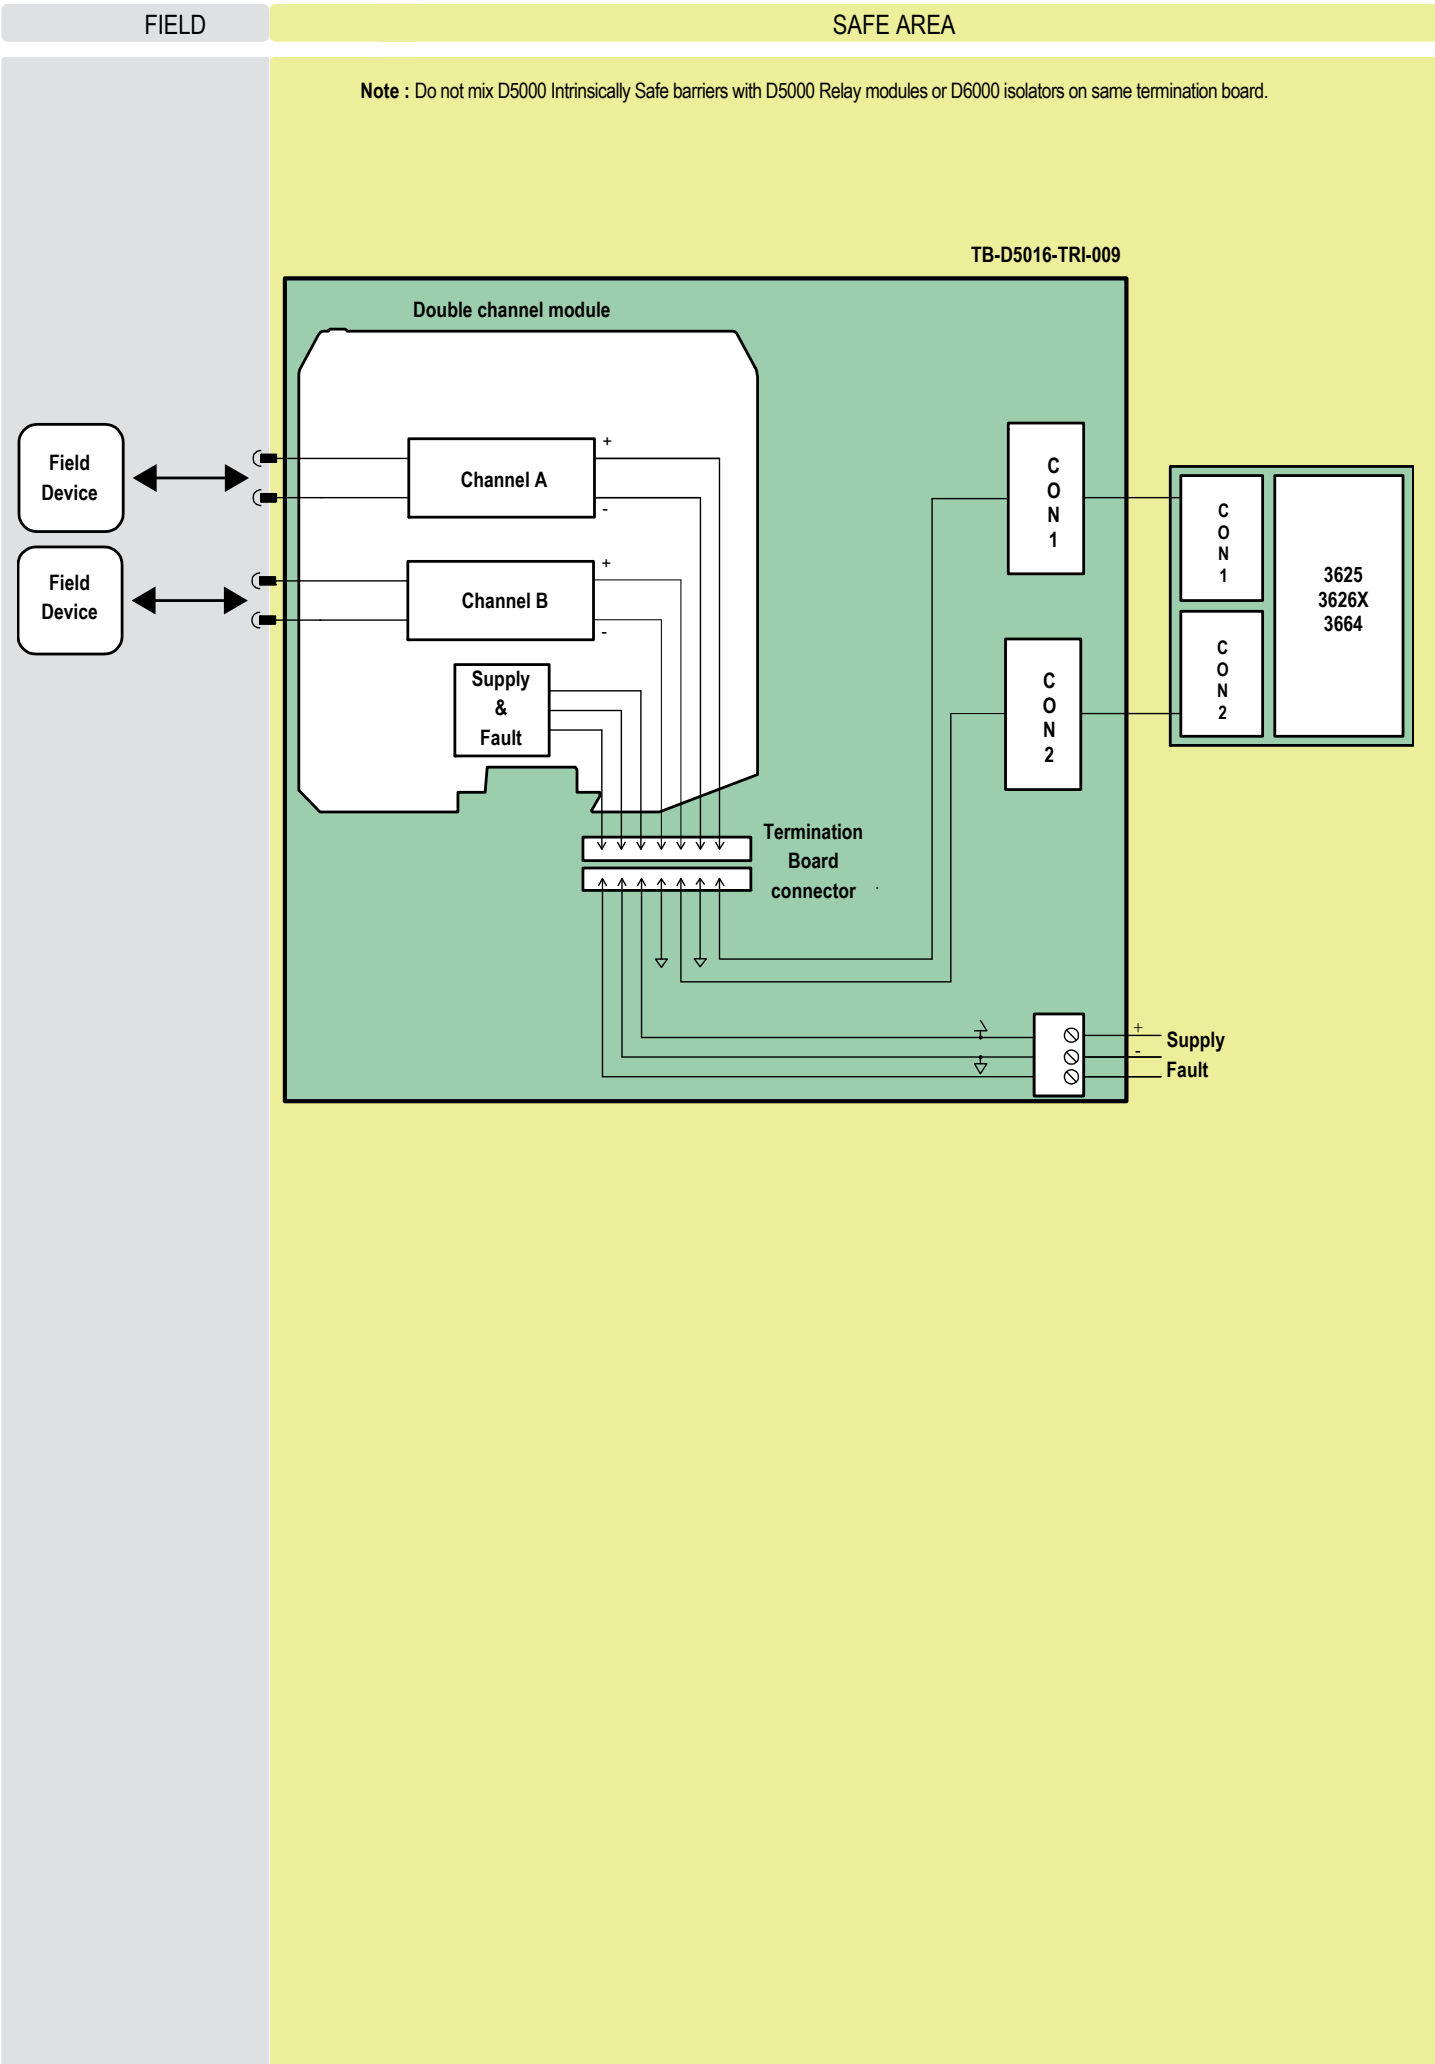 FIELD
SAFE AREA
Note : Do not mix D5000 Intrinsically Safe barriers with D5000 Relay modules or D6000 isolators on same termination board.
TB-D5016-TRI-009
Double channel module
Field
Device
+
Channel A
-
Field
Device
+
Channel B
-
Supply
&
Fault
C
O
N
1
C
O
N
2
C
O
N
1
C
O
N
2
3625
3626X
3664
Termination
Board
connector
+
Supply
-
Fault